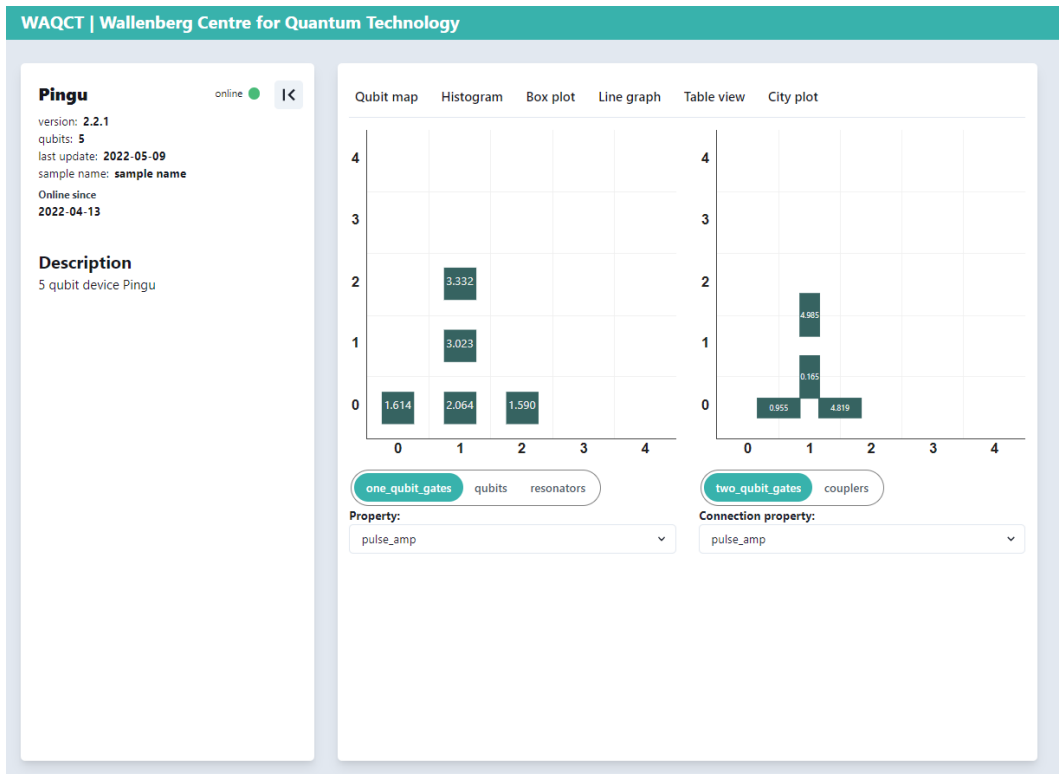 WAQCT | Wallenberg Centre for Quantum Technology
Pingu
online
version: 2.2.1
qubits: 5
last update: 2022-05-09
sample name: sample name
Online since
2022-04-13
Description
5 qubit device Pingu
Qubit map Histogram Box plot Line graph Table view City plot
4
3
2
1
0
3.332
3.023
1.614 2.064 1.590
0 1 2 3 4
one_qubit_gates qubits resonators
Property:
pulse_amp
4
3
2
1
0
4.985
0.165
0.955 4.819
0 1 2 3 4
two_qubit_gates couplers
Connection property:
pulse_amp